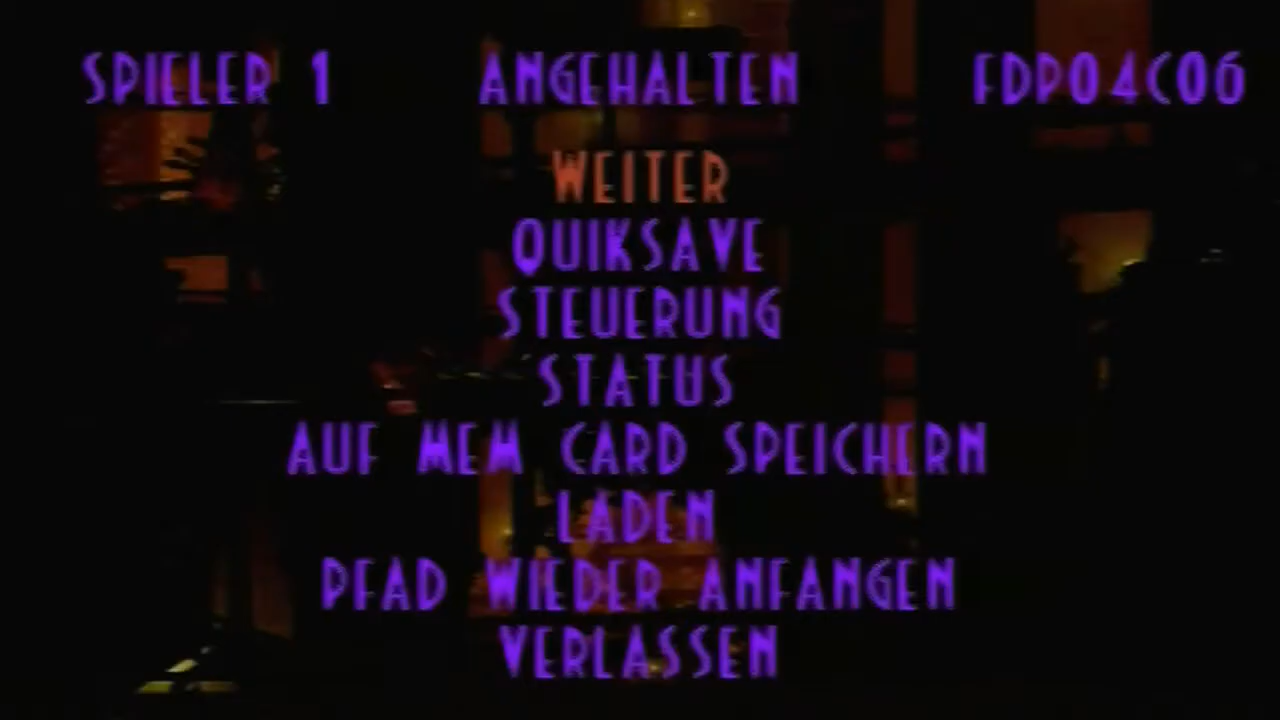 SPIELER 1 ANGEHALTEN FDP04C06
WEITER
QUIKSAVE
STEUERUNG
STATUS
AUF MEM CARD SPEICHERN
LADEN
PFAD WIEDER ANFANGEN
VERLASSEN